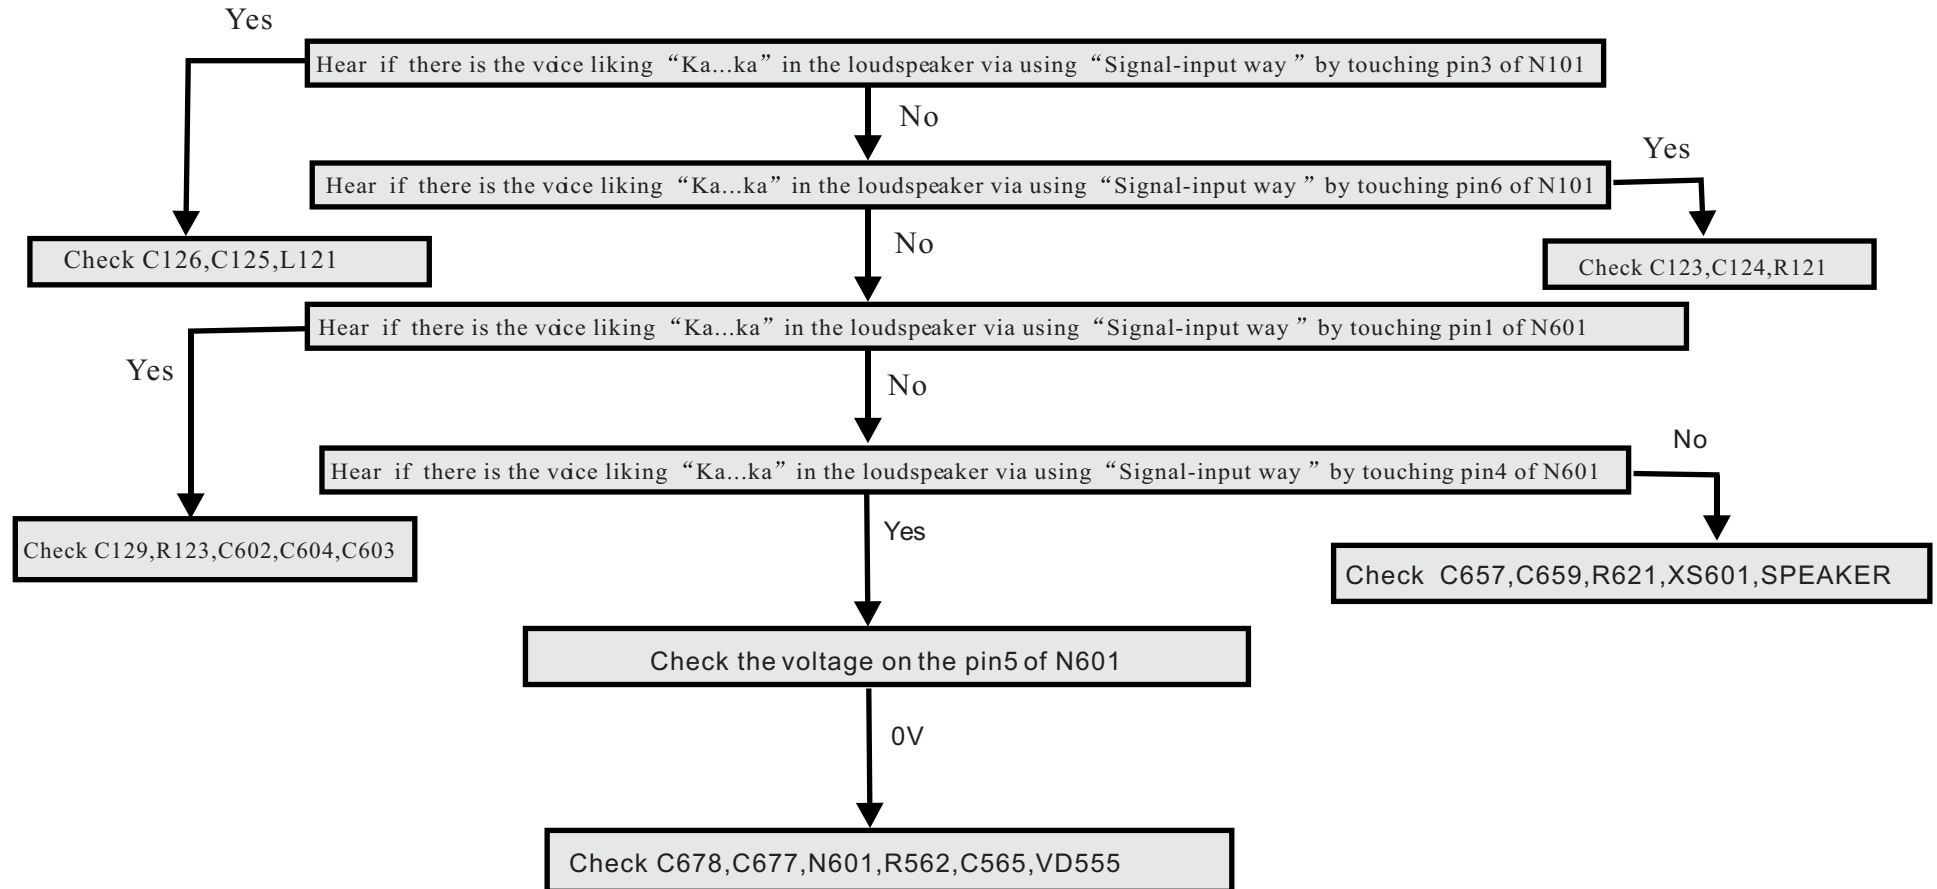 Yes
Hear if there is the voice liking “Ka...ka” in the loudspeaker via using “Signal-input way ” by touching pin3 of N101
No
Yes
Hear if there is the voice liking “Ka...ka” in the loudspeaker via using “Signal-input way ” by touching pin6 of N101
No
Check C126,C125,L121
Check C123,C124,R121
Hear if there is the voice liking “Ka...ka” in the loudspeaker via using “Signal-input way ” by touching pin1 of N601
Yes
No
No
Hear if there is the voice liking “Ka...ka” in the loudspeaker via using “Signal-input way ” by touching pin4 of N601
Yes
Check C129,R123,C602,C604,C603
Check C657,C659,R621,XS601,SPEAKER
Check the voltage on the pin5 of N601
0V
Check C678,C677,N601,R562,C565,VD555